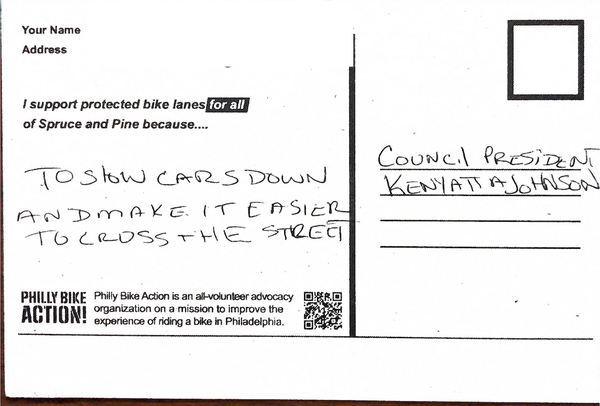 Your Name
Address
I support protected bike lanes for all
of Spruce and Pine because....
TO SLOW CARS DOWN
AND MAKE IT EASIER
TO CROSS THE STREET
PHILLY BIKE
ACTION!
Philly Bike Action is an all-volunteer advocacy
organization on a mission to improve the
experience of riding a bike in Philadelphia.
COUNCIL PRESIDENT
KENYATTA JOHNSON